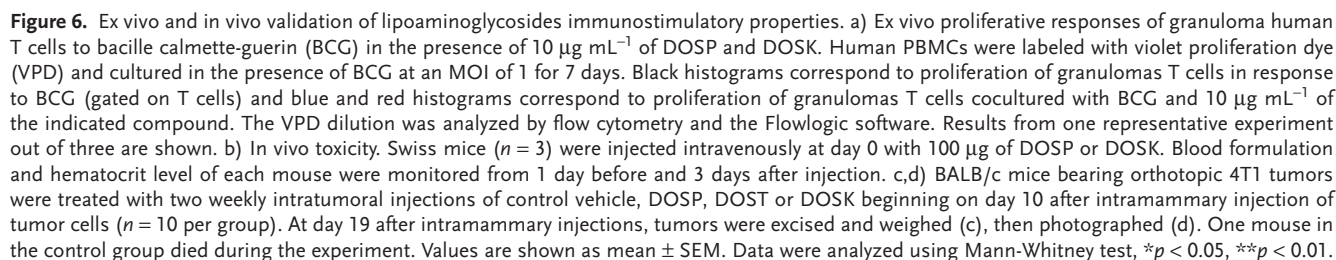 Figure 6. Ex vivo and in vivo validation of lipoaminoglycosides immunostimulatory properties. a) Ex vivo proliferative responses of granuloma human
T cells to bacille calmette-guerin (BCG) in the presence of 10 µg mL⁻¹ of DOSP and DOSK. Human PBMCs were labeled with violet proliferation dye
(VPD) and cultured in the presence of BCG at an MOI of 1 for 7 days. Black histograms correspond to proliferation of granulomas T cells in response
to BCG (gated on T cells) and blue and red histograms correspond to proliferation of granulomas T cells cocultured with BCG and 10 µg mL⁻¹ of
the indicated compound. The VPD dilution was analyzed by flow cytometry and the Flowlogic software. Results from one representative experiment
out of three are shown. b) In vivo toxicity. Swiss mice (n = 3) were injected intravenously at day 0 with 100 µg of DOSP or DOSK. Blood formulation
and hematocrit level of each mouse were monitored from 1 day before and 3 days after injection. c,d) BALB/c mice bearing orthotopic 4T1 tumors
were treated with two weekly intratumoral injections of control vehicle, DOSP, DOST or DOSK beginning on day 10 after intramammary injection of
tumor cells (n = 10 per group). At day 19 after intramammary injections, tumors were excised and weighed (c), then photographed (d). One mouse in
the control group died during the experiment. Values are shown as mean ± SEM. Data were analyzed using Mann-Whitney test, *p < 0.05, **p < 0.01.